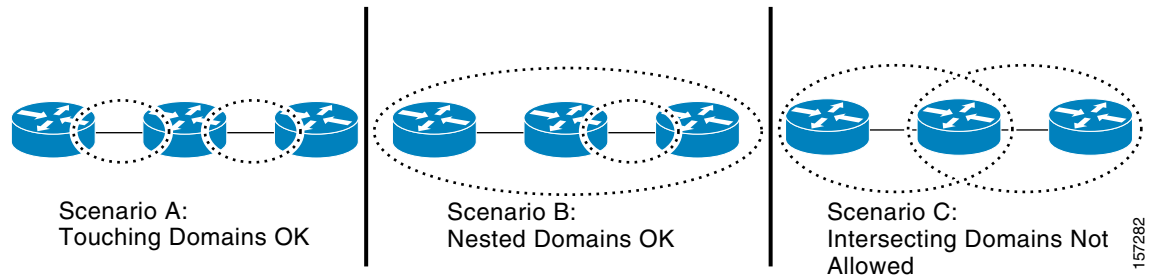 Scenario A:
Touching Domains OK
Scenario B:
Nested Domains OK
Scenario C:
Intersecting Domains Not
Allowed
157282